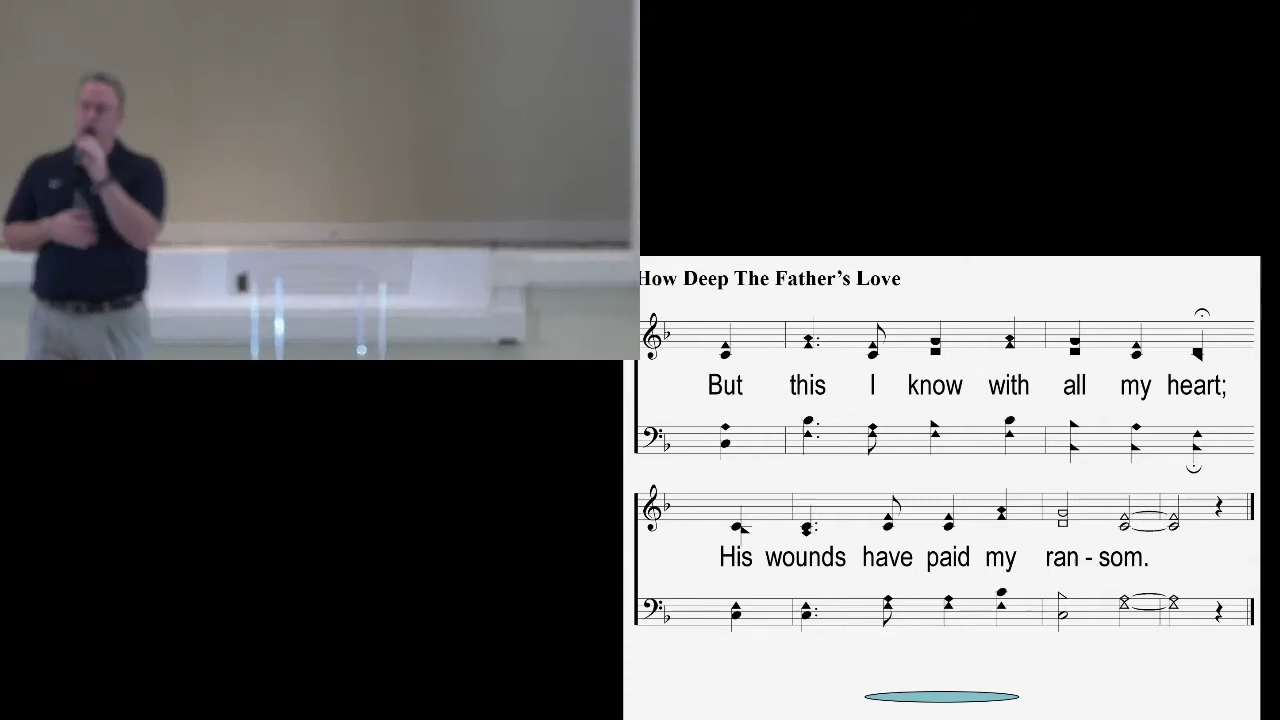 How Deep The Father’s Love
But this I know with all my heart;
His wounds have paid my ran - som.